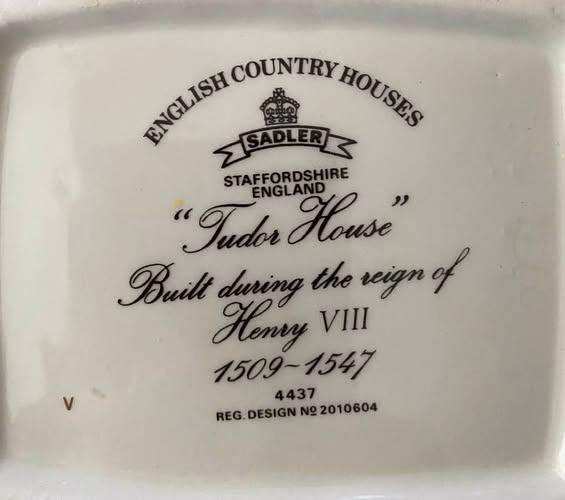 ENGLISH COUNTRY HOUSES
SADLER
STAFFORDSHIRE
ENGLAND
"Tudor House"
Built during the reign of
Henry VIII
1509~1547
4437
REG. DESIGN Nº 2010604
V